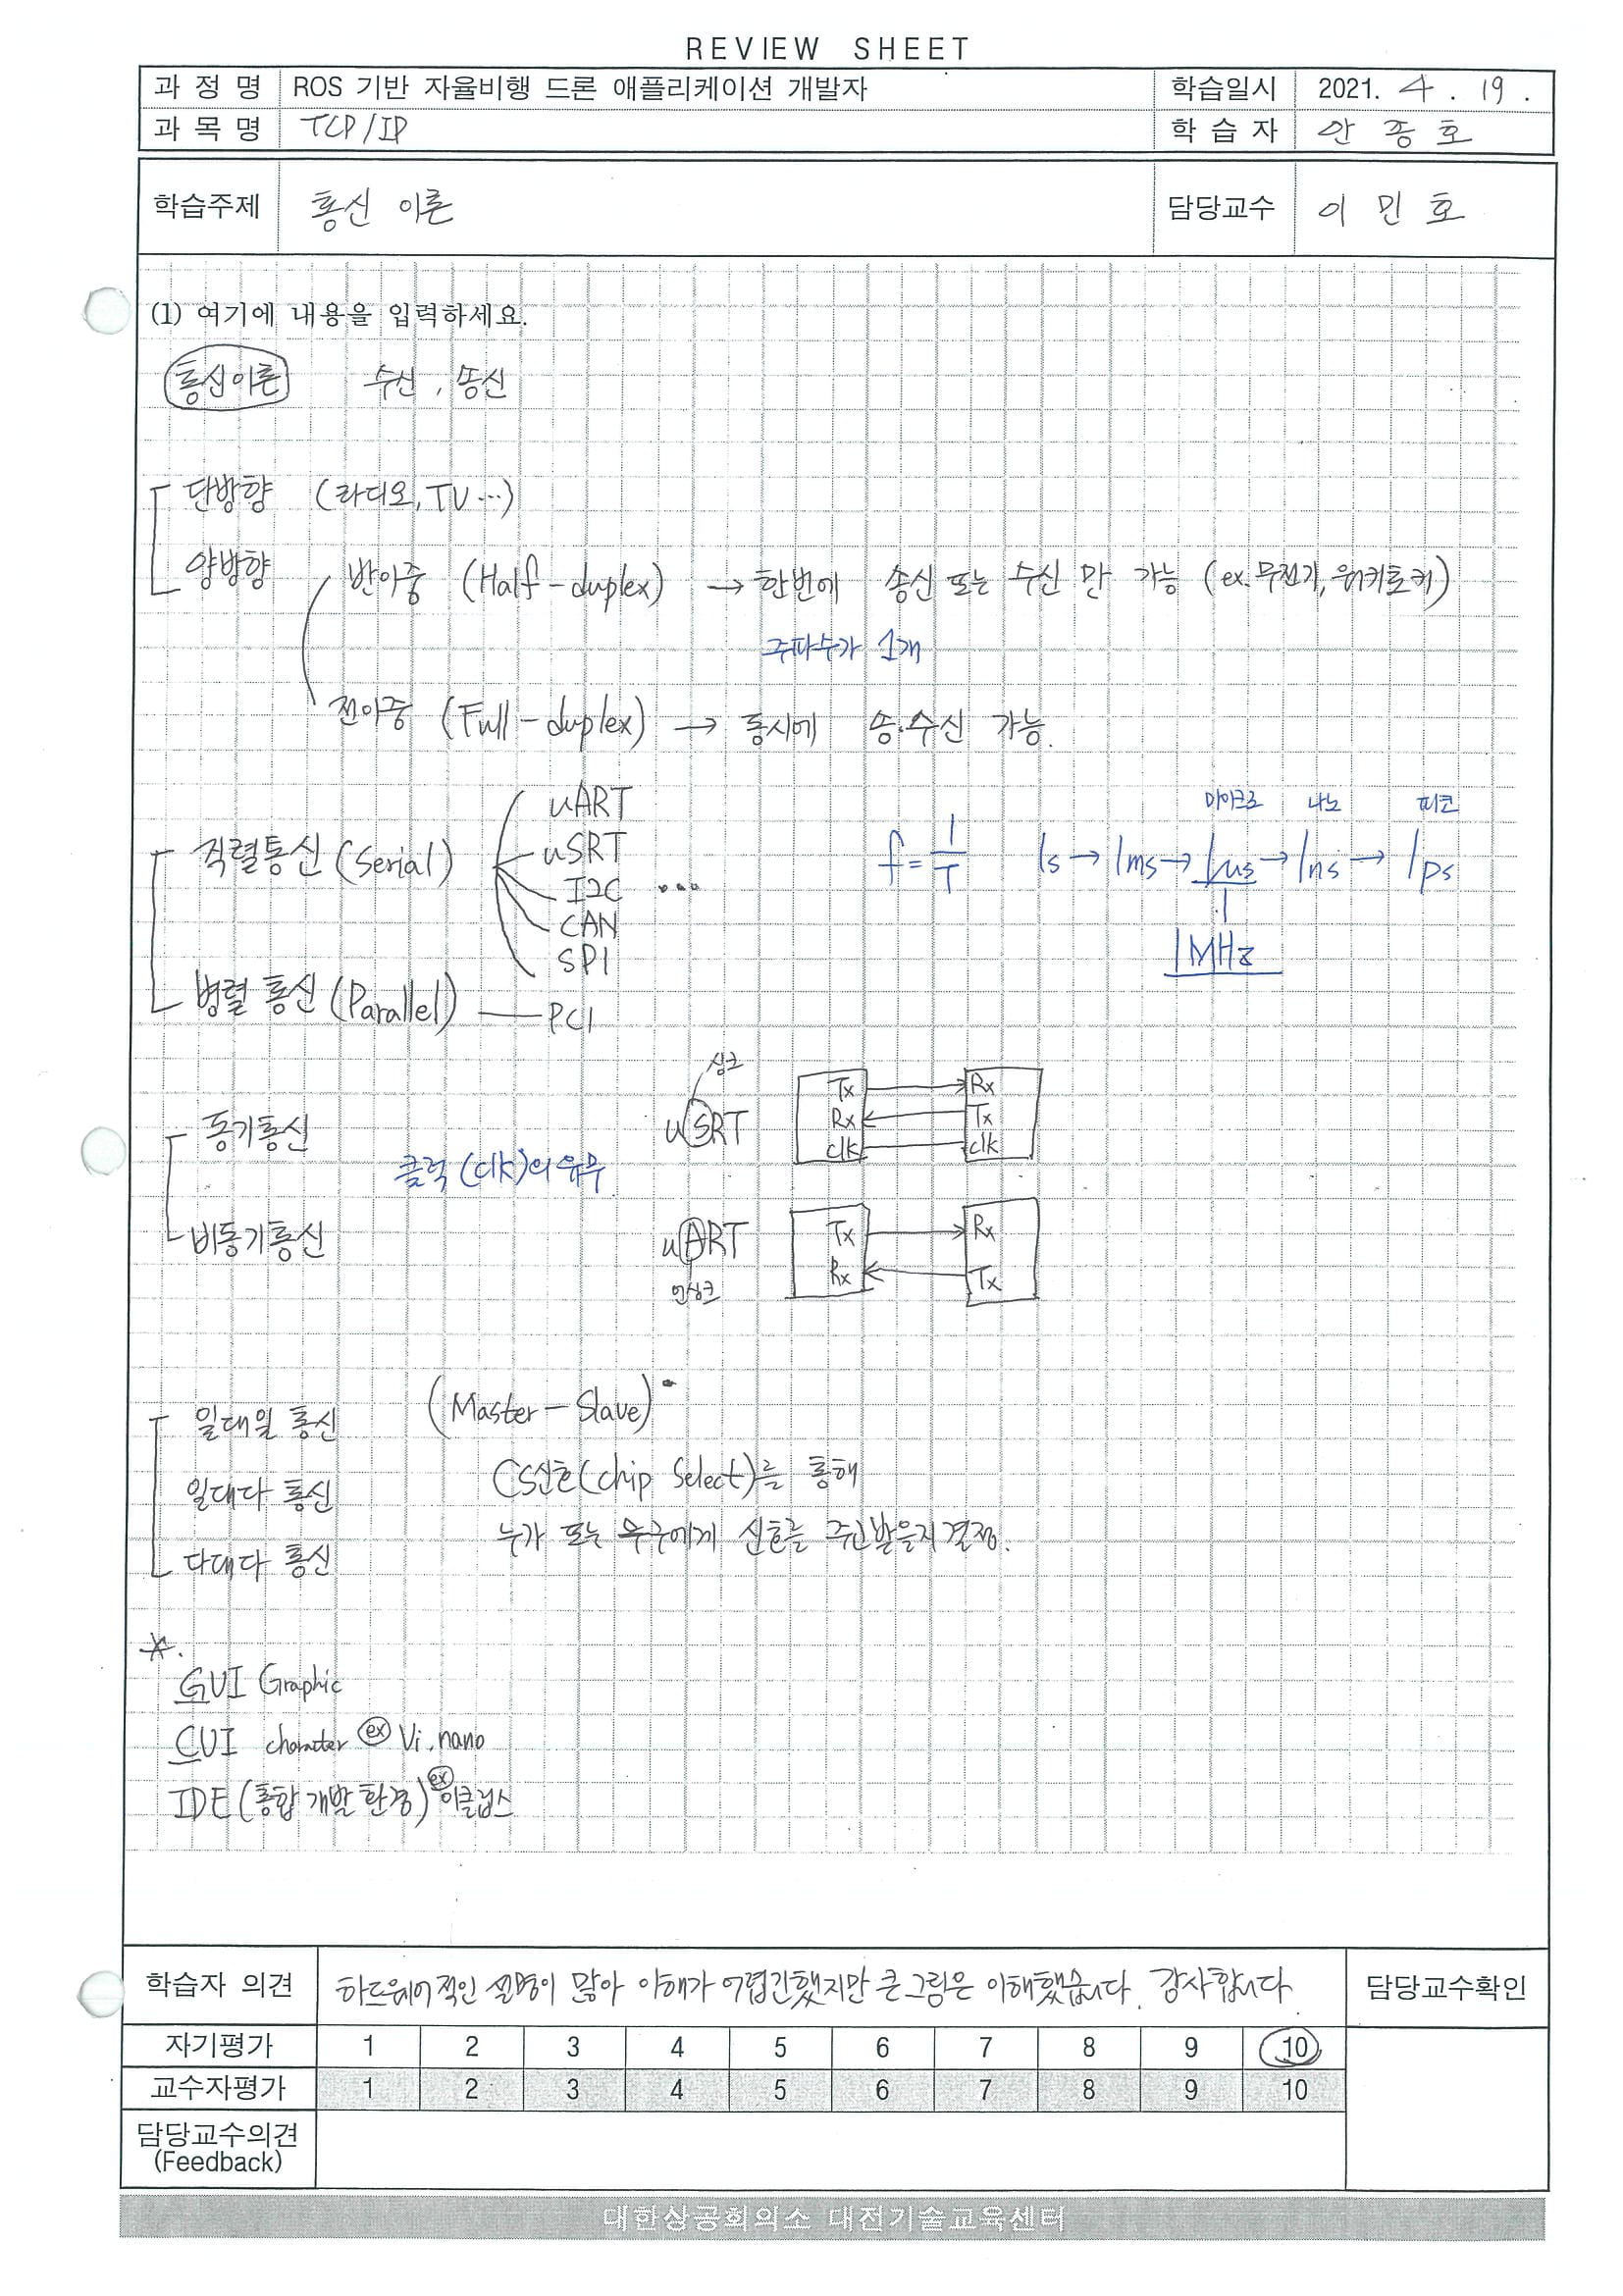 REVIEW SHEET
과 정 명 ROS 기반 자율비행 드론 애플리케이션 개발자 학습일시 2021. 4 . 19 .
과 목 명 TCP/IP 학 습 자 안 종 호
학습주제 통신 이론 담당교수 이 민 호
(1) 여기에 내용을 입력하세요.
통신이론 수신 , 송신
단방향 (라디오, TV ...)
양방향 반이중 (Half - duplex) → 한번에 송신 또는 수신 만 가능 (ex. 무전기, 워키토키)
주파수가 1개
전이중 (Full - duplex) → 동시에 송.수신 가능.
직렬통신 (Serial)
uART
uSRT
I2C ...
CAN
SPI
마이크로 나노 피코
f = 1/T 1s → 1ms → 1us → 1ns → 1ps
1MHz
병렬 통신 (Parallel) — PCI
동기통신
클럭 (clk)의 유무
비동기통신
싱크
uSRT
Tx Rx
Rx Tx
clk clk
uART
언싱크
Tx Rx
Rx Tx
일대일 통신 (Master - Slave)
일대다 통신 CS신호(chip Select)를 통해
누가 또는 누구에게 신호를 주고받을지 결정.
다대다 통신
*.
GUI Graphic
CUI character ex Vi, nano
IDE (통합 개발 환경) ex 이클립스
학습자 의견 하드웨어적인 설명이 많아 이해가 어렵긴했지만 큰 그림은 이해했습니다. 감사합니다. 담당교수확인
자기평가 1 2 3 4 5 6 7 8 9 10
교수자평가 1 2 3 4 5 6 7 8 9 10
담당교수의견
(Feedback)
대한상공회의소 대전기술교육센터